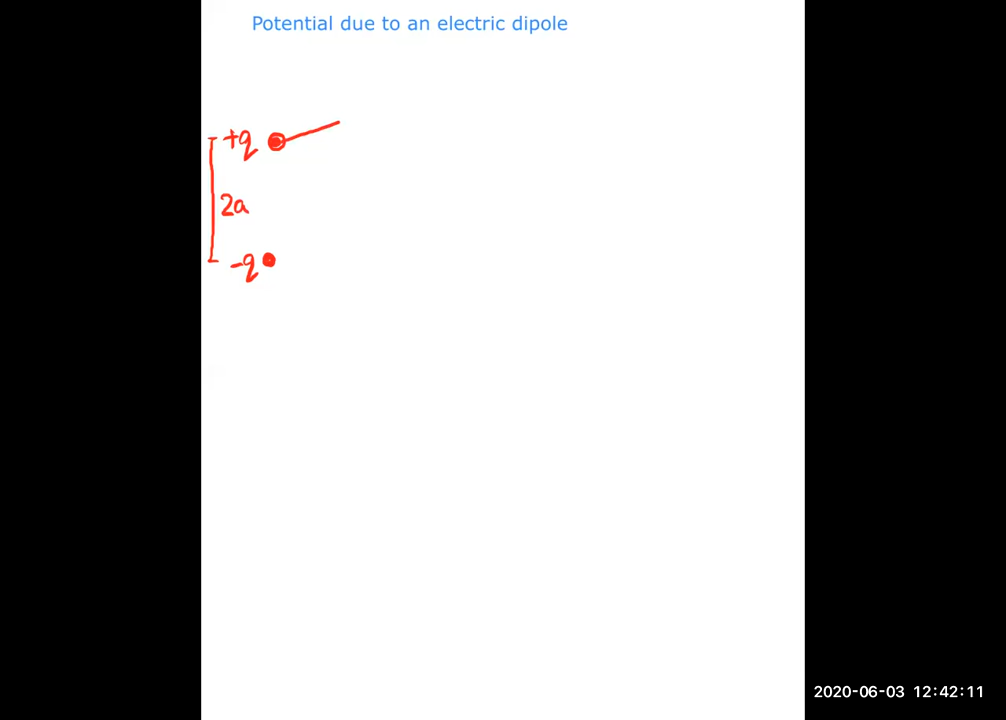 Potential due to an electric dipole
+q
2a
-q
2020-06-03 12:42:11